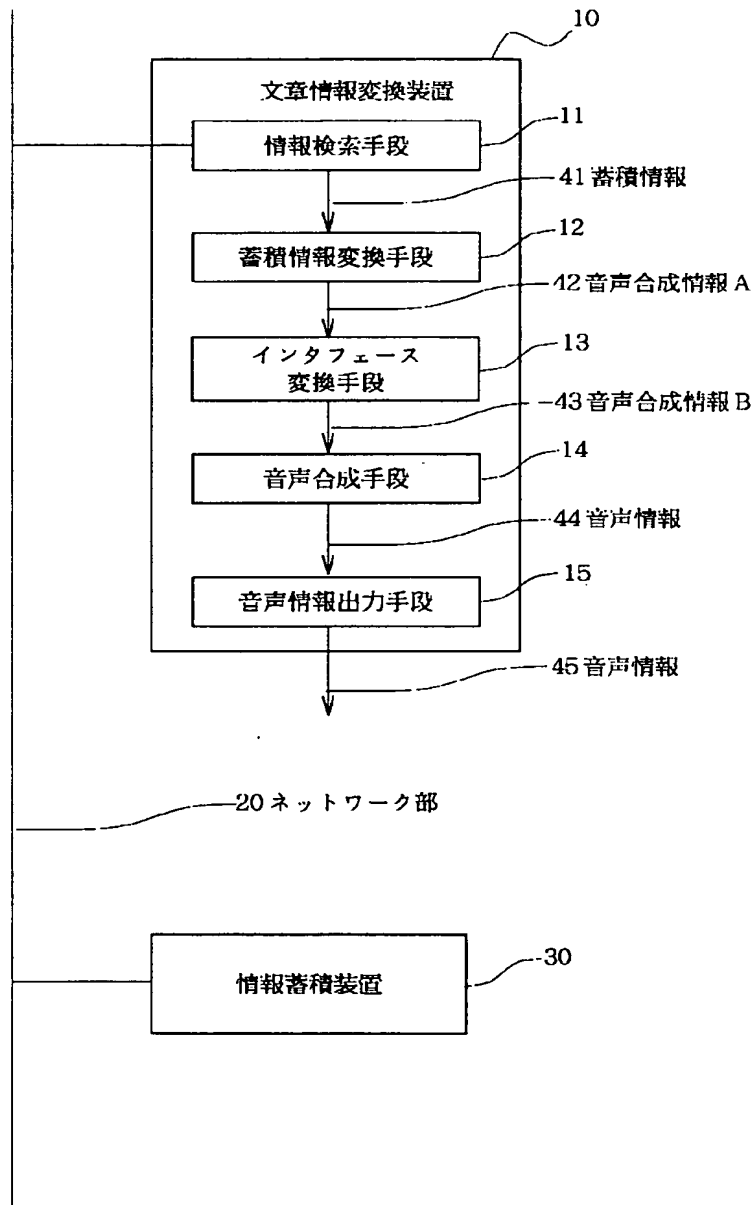 10
文章情報変換装置
11
情報検索手段
41 蓄積情報
12
蓄積情報変換手段
42 音声合成情報A
13
インタフェース
変換手段
43 音声合成情報B
14
音声合成手段
44 音声情報
15
音声情報出力手段
45 音声情報
20 ネットワーク部
30
情報蓄積装置